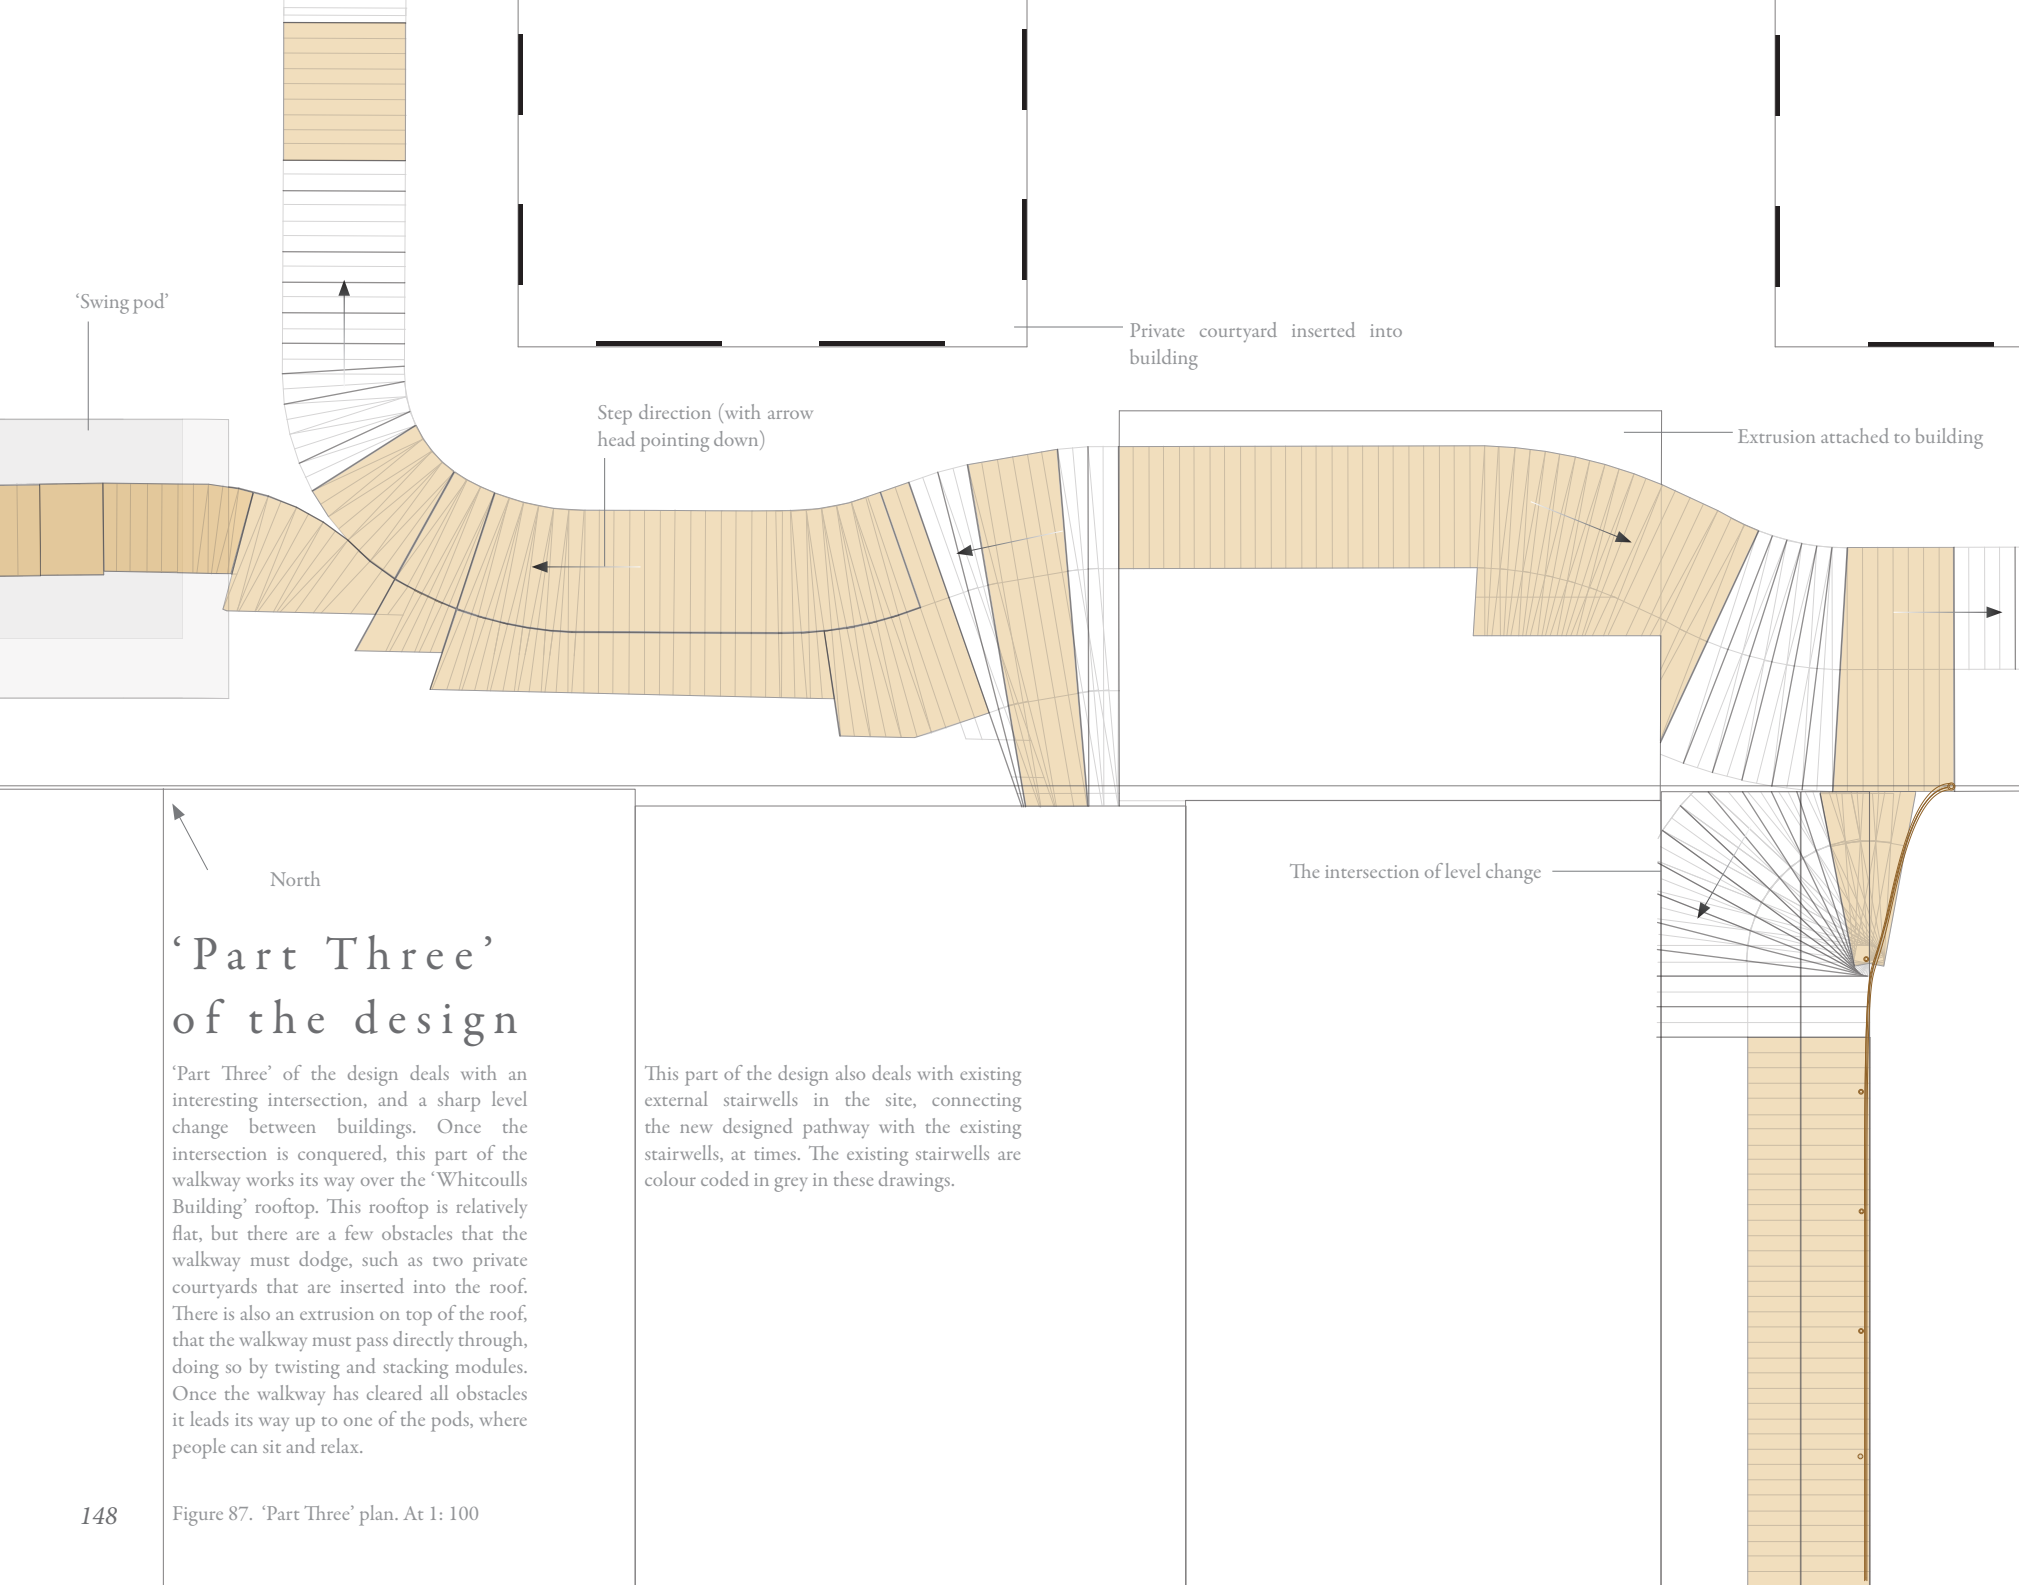 ‘Swing pod’
Private courtyard inserted into
building
Step direction (with arrow
head pointing down)
Extrusion attached to building
The intersection of level change
North
‘Part Three’
of the design
‘Part Three’ of the design deals with an
interesting intersection, and a sharp level
change between buildings. Once the
intersection is conquered, this part of the
walkway works its way over the ‘Whitcoulls
Building’ rooftop. This rooftop is relatively
flat, but there are a few obstacles that the
walkway must dodge, such as two private
courtyards that are inserted into the roof.
There is also an extrusion on top of the roof,
that the walkway must pass directly through,
doing so by twisting and stacking modules.
Once the walkway has cleared all obstacles
it leads its way up to one of the pods, where
people can sit and relax.
This part of the design also deals with existing
external stairwells in the site, connecting
the new designed pathway with the existing
stairwells, at times. The existing stairwells are
colour coded in grey in these drawings.
148
Figure 87. ‘Part Three’ plan. At 1: 100